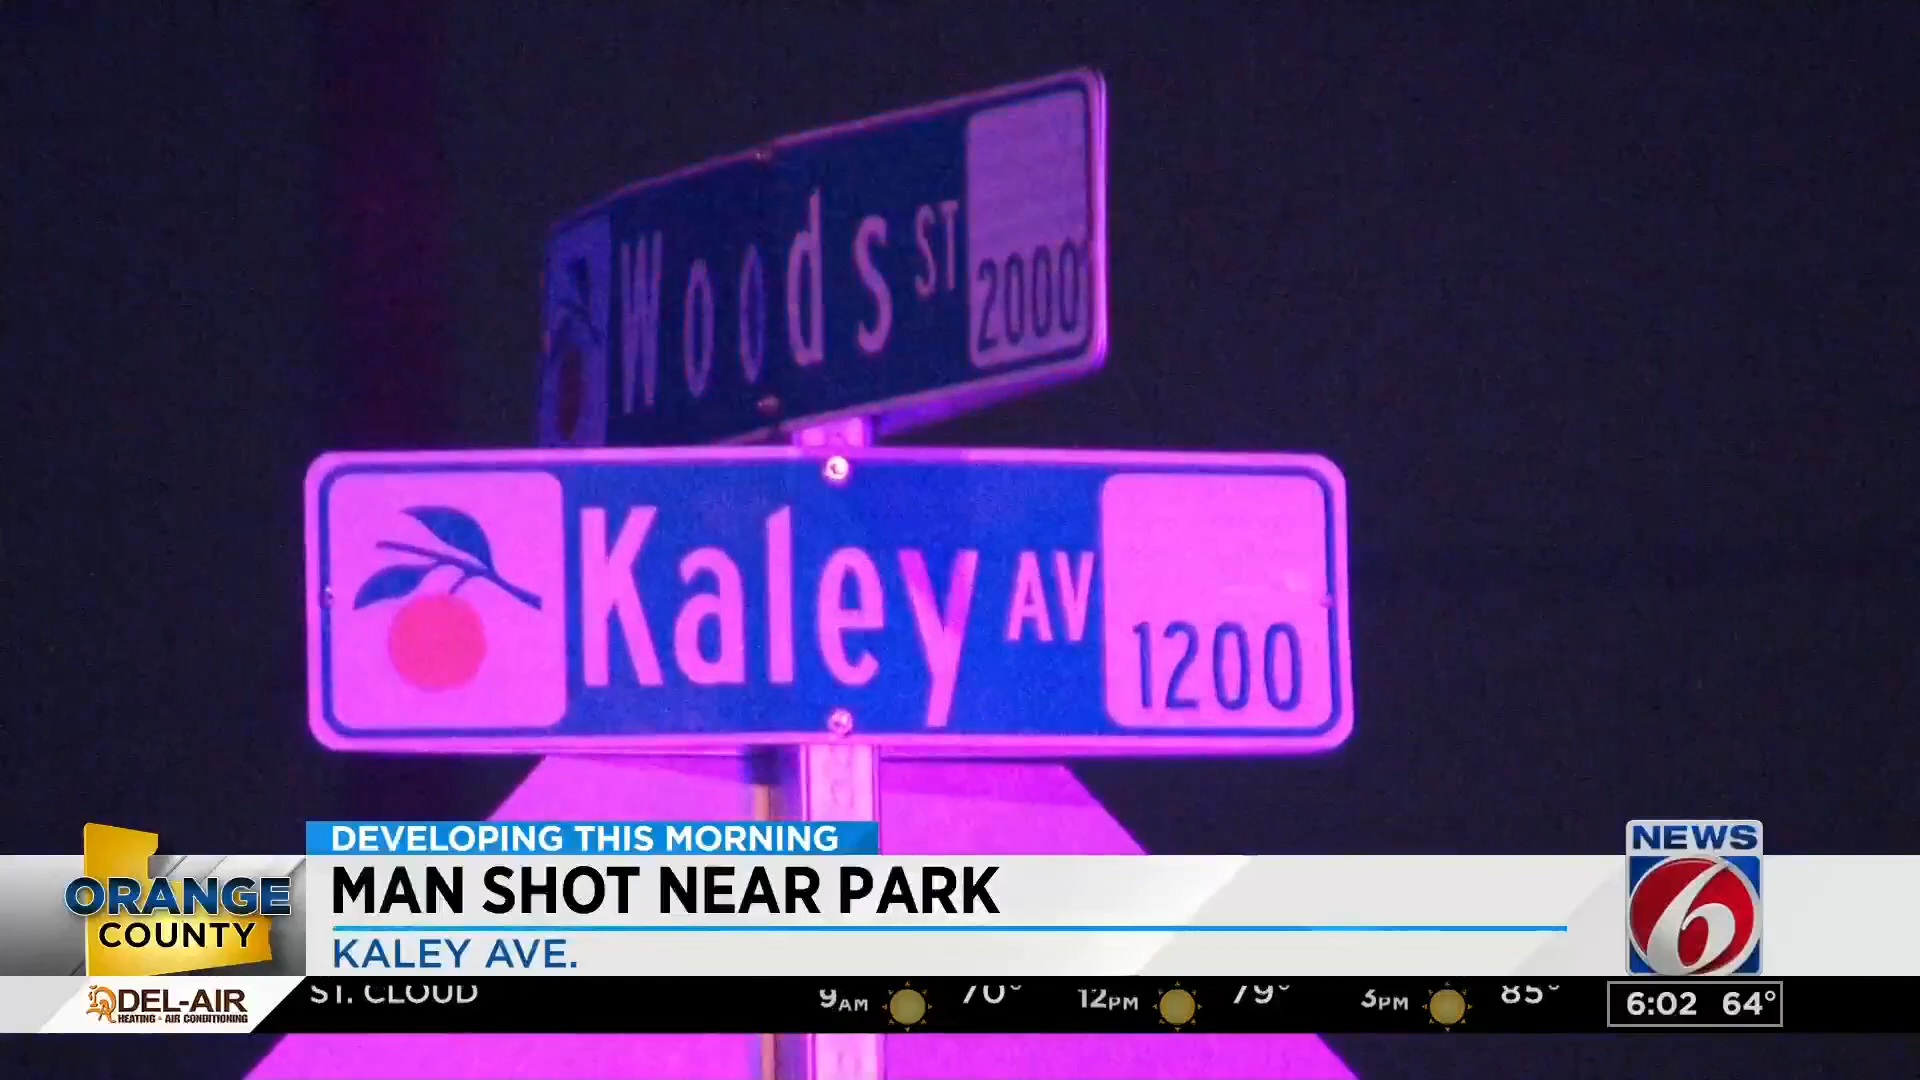 Woods ST 2000
Kaley AV 1200
DEVELOPING THIS MORNING
MAN SHOT NEAR PARK
KALEY AVE.
ORANGE
COUNTY
NEWS
6
DEL-AIR
HEATING - AIR CONDITIONING
ST. CLOUD 9AM 70° 12PM 79° 3PM 85°
6:02 64°